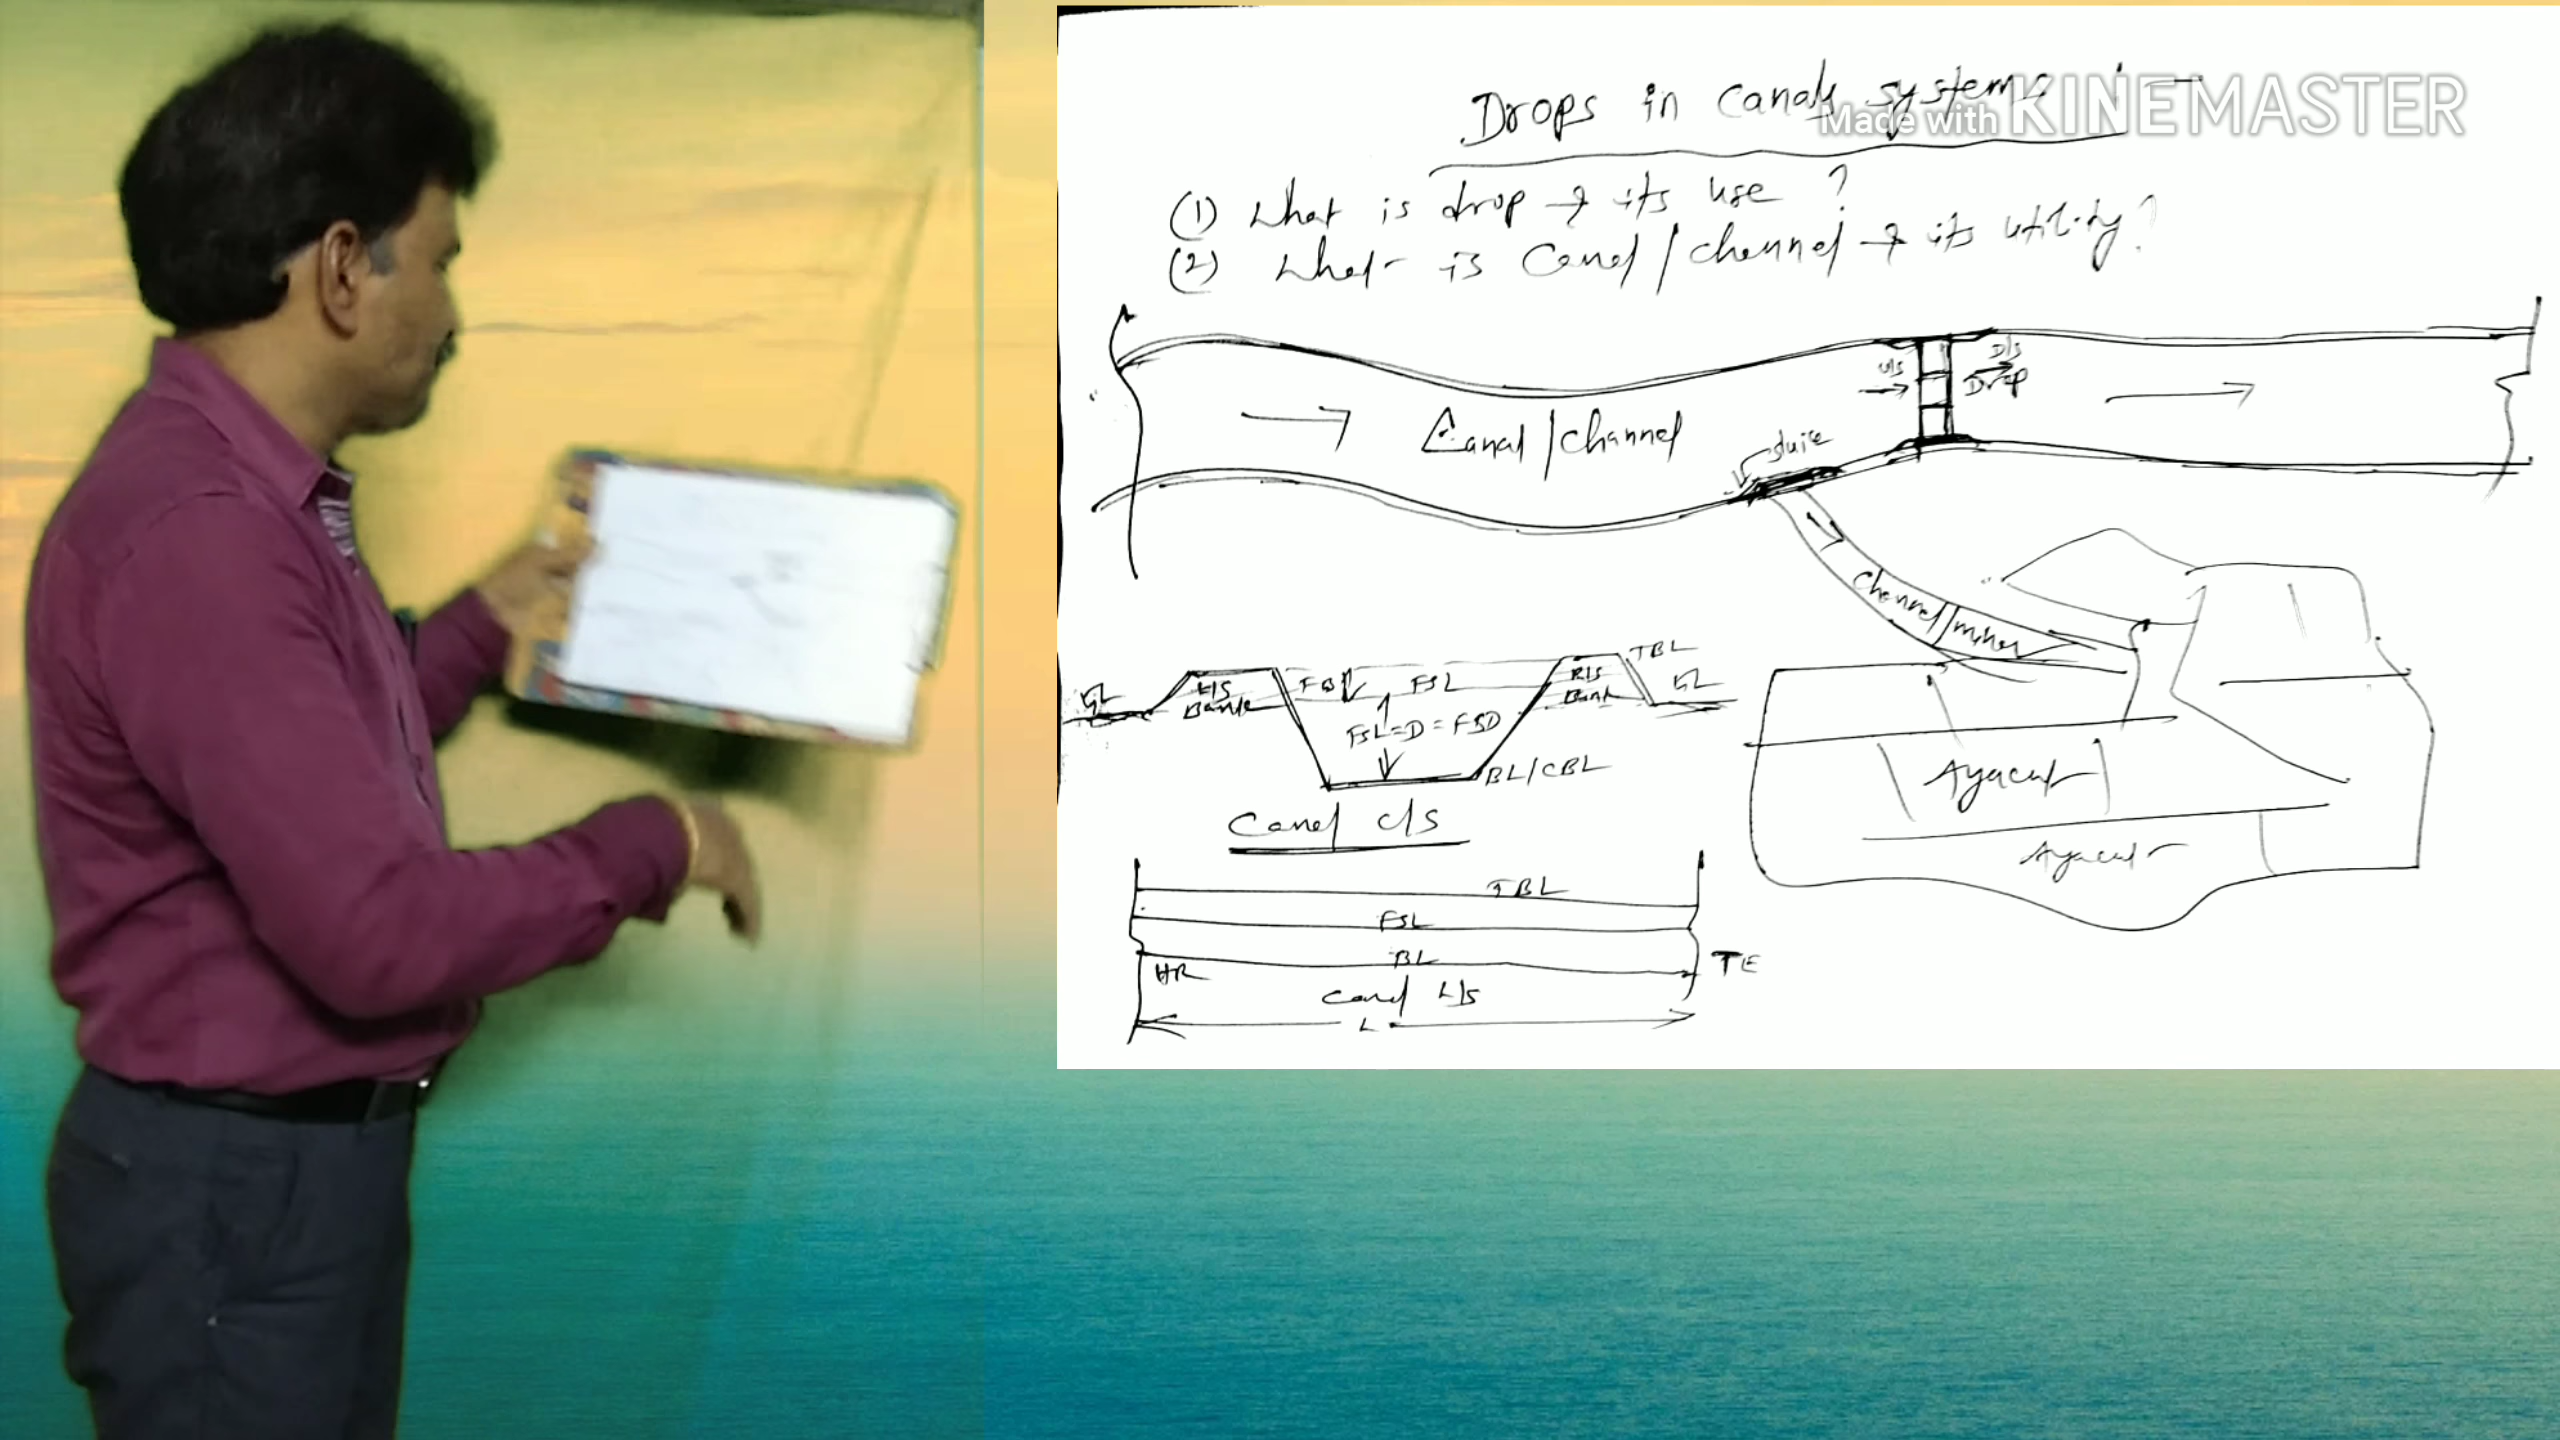 Drops in canals systems :-
Made with KINEMASTER
(1) What is drop & its use ?
(2) What is Canal / channel & its utility ?
U/S
D/S
Drop
Canal / channel
sluice
channel/minor
TBL
GL
L/S
Bank
FB
FSL
R/S
Bank
GL
FSL=D=FSD
BL/CBL
Canal C/S
Ayacut
Ayacut
TBL
FSL
BL
HR
TE
Canal L/S
L